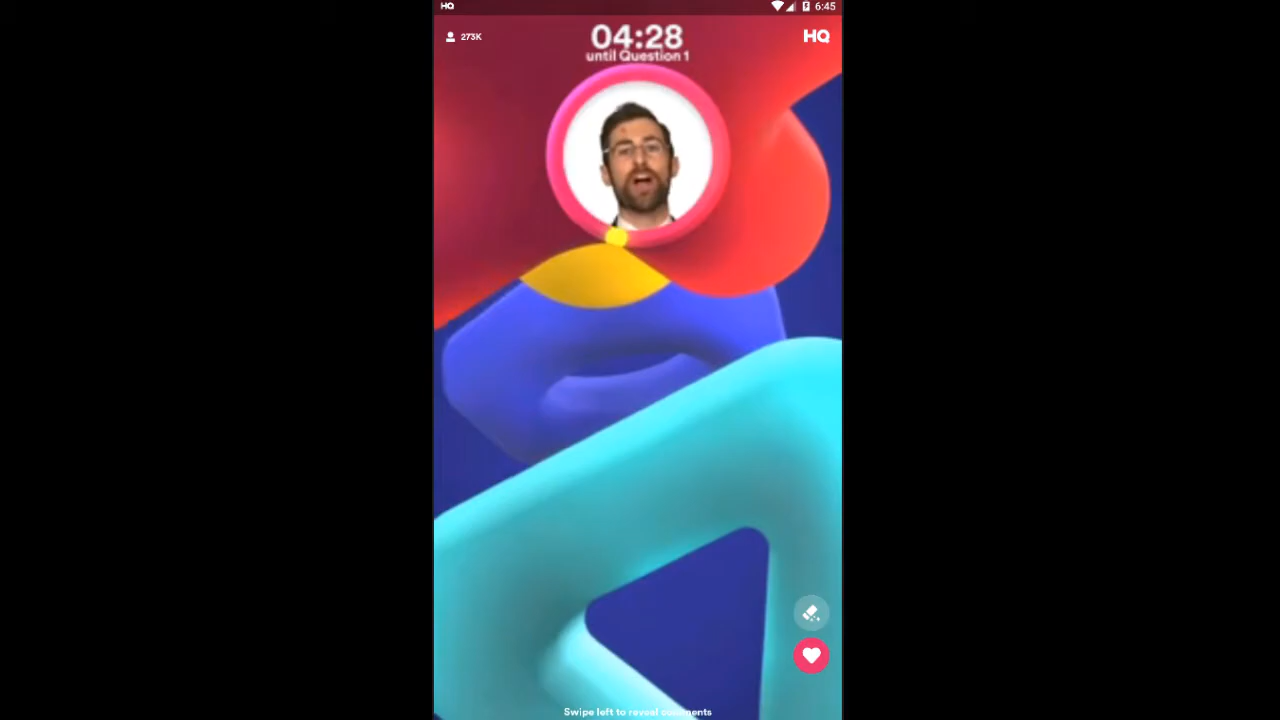 HQ
6:45
273K
04:28
HQ
until Question 1
Swipe left to reveal comments